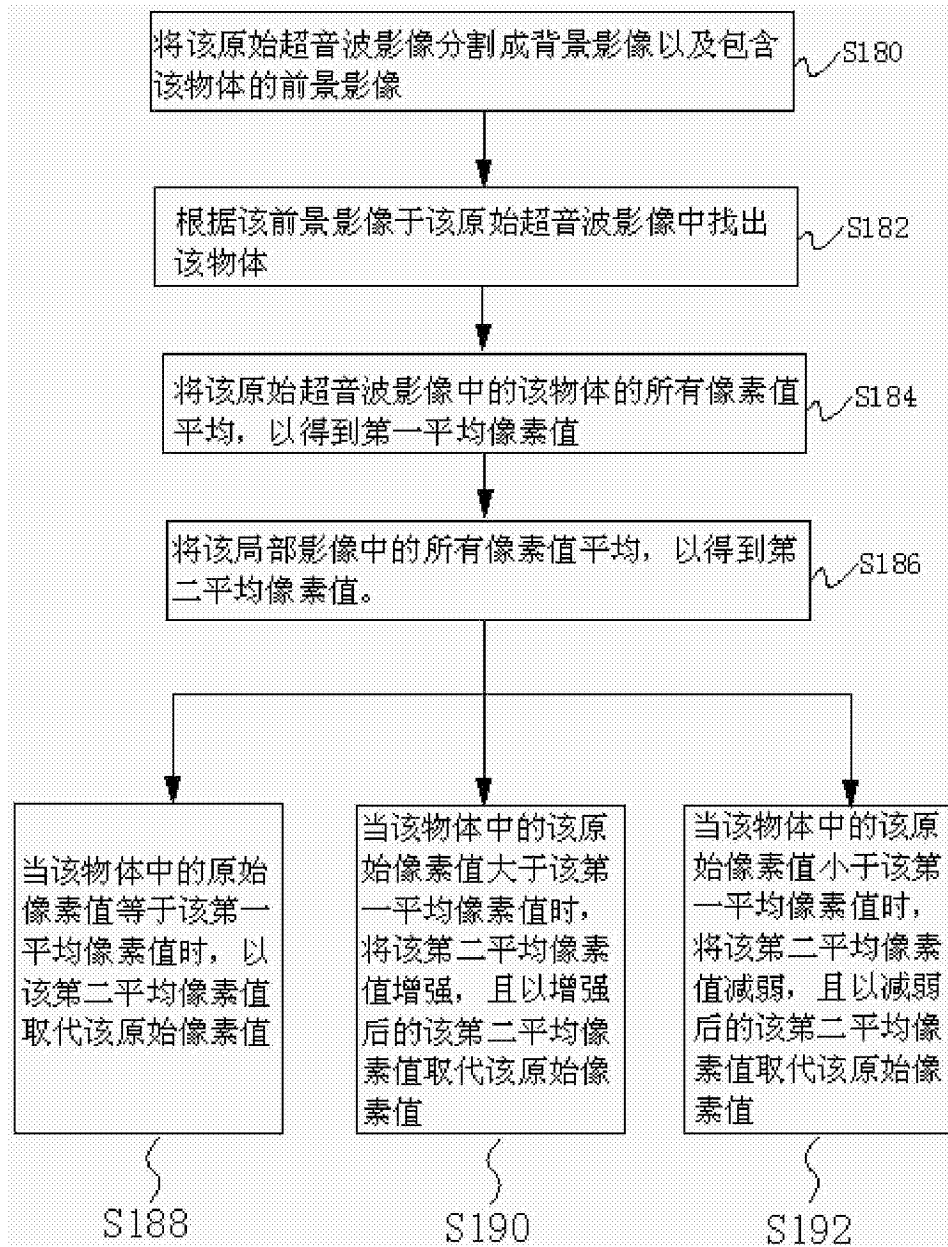 将该原始超音波影像分割成背景影像以及包含
该物体的前景影像
S180
根据该前景影像于该原始超音波影像中找出
该物体
S182
将该原始超音波影像中的该物体的所有像素值
平均，以得到第一平均像素值
S184
将该局部影像中的所有像素值平均，以得到第
二平均像素值。
S186
当该物体中的原始
像素值等于该第一
平均像素值时，以
该第二平均像素值
取代该原始像素值
S188
当该物体中的该原
始像素值大于该第
一平均像素值时，
将该第二平均像素
值增强，且以增强
后的该第二平均像
素值取代该原始像
素值
S190
当该物体中的该原
始像素值小于该第
一平均像素值时，
将该第二平均像素
值减弱，且以减弱
后的该第二平均像
素值取代该原始像
素值
S192